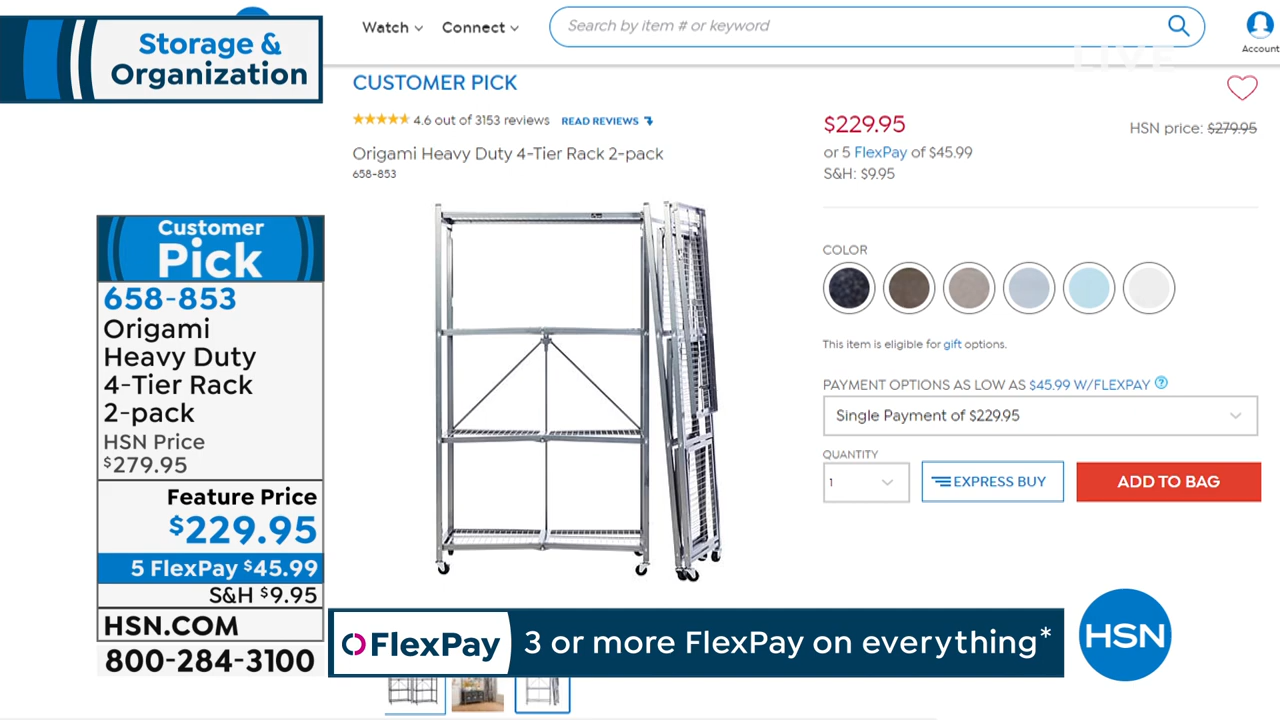 Storage &
Organization
Watch
Connect
Search by item # or keyword
Account
LIVE
CUSTOMER PICK
4.6 out of 3153 reviews
READ REVIEWS
Origami Heavy Duty 4-Tier Rack 2-pack
658-853
$229.95
HSN price: $279.95
or 5 FlexPay of $45.99
S&H: $9.95
COLOR
This item is eligible for gift options.
PAYMENT OPTIONS AS LOW AS $45.99 W/FLEXPAY ?
Single Payment of $229.95
QUANTITY
1
EXPRESS BUY
ADD TO BAG
Customer
Pick
658-853
Origami
Heavy Duty
4-Tier Rack
2-pack
HSN Price
$279.95
Feature Price
$229.95
5 FlexPay $45.99
S&H $9.95
HSN.COM
800-284-3100
FlexPay
3 or more FlexPay on everything*
HSN